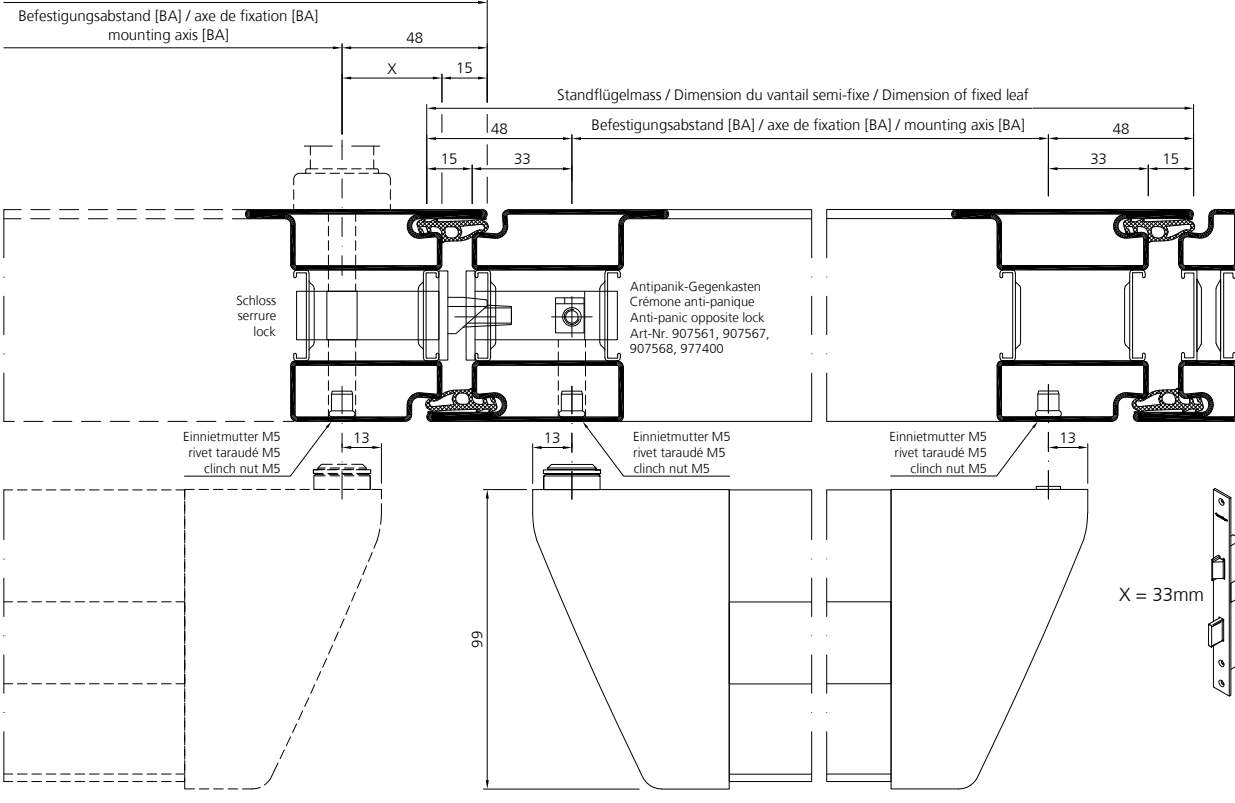 Befestigungsabstand [BA] / axe de fixation [BA]
mounting axis [BA]
48
X
15
Standflügelmass / Dimension du vantail semi-fixe / Dimension of fixed leaf
48
Befestigungsabstand [BA] / axe de fixation [BA] / mounting axis [BA]
48
15
33
33
15
Schloss
serrure
lock
Antipanik-Gegenkasten
Crémone anti-panique
Anti-panic opposite lock
Art-Nr. 907561, 907567,
907568, 977400
Einnietmutter M5
rivet taraudé M5
clinch nut M5
13
13
Einnietmutter M5
rivet taraudé M5
clinch nut M5
Einnietmutter M5
rivet taraudé M5
clinch nut M5
13
99
X = 33mm